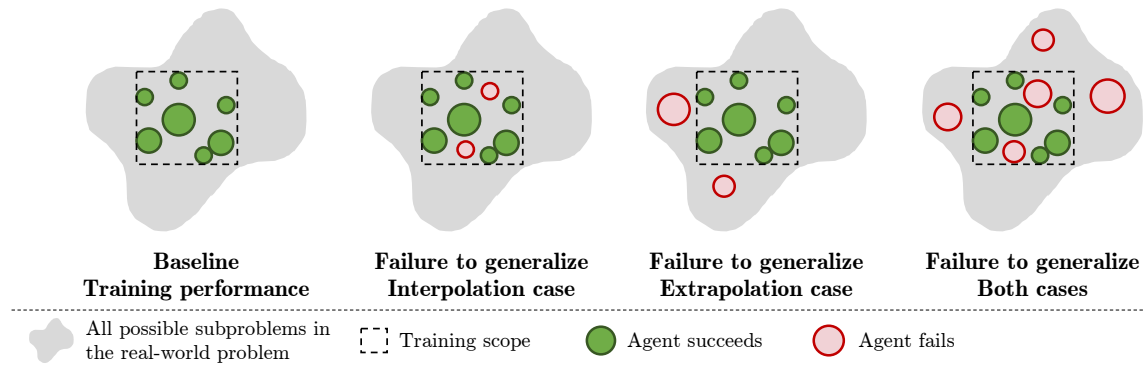 Baseline
Training performance
Failure to generalize
Interpolation case
Failure to generalize
Extrapolation case
Failure to generalize
Both cases
All possible subproblems in
the real-world problem
Training scope
Agent succeeds
Agent fails